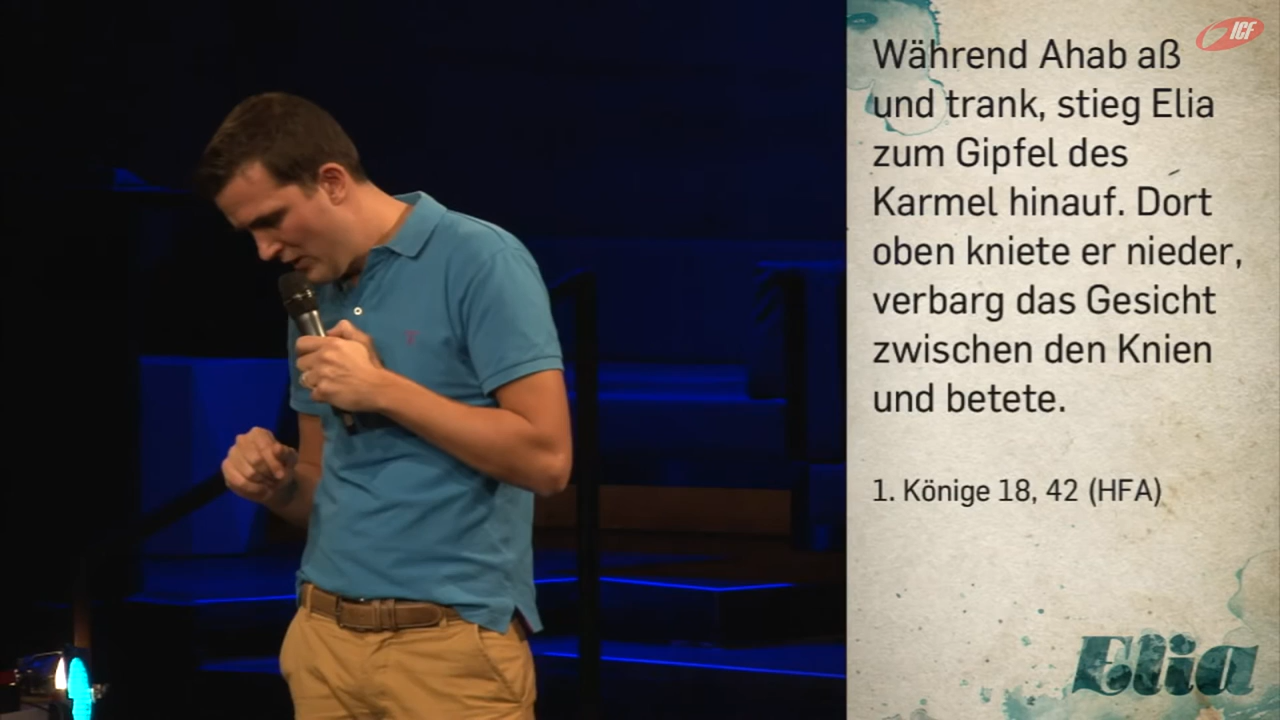 ICF
Während Ahab aß
und trank, stieg Elia
zum Gipfel des
Karmel hinauf. Dort
oben kniete er nieder,
verbarg das Gesicht
zwischen den Knien
und betete.
1. Könige 18, 42 (HFA)
Elia